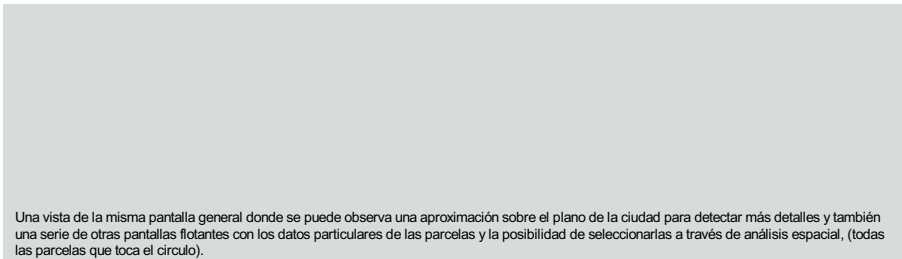 Una vista de la misma pantalla general donde se puede observa una aproximación sobre el plano de la ciudad para detectar más detalles y también
una serie de otras pantallas flotantes con los datos particulares de las parcelas y la posibilidad de seleccionarlas a través de análisis espacial, (todas
las parcelas que toca el circulo).